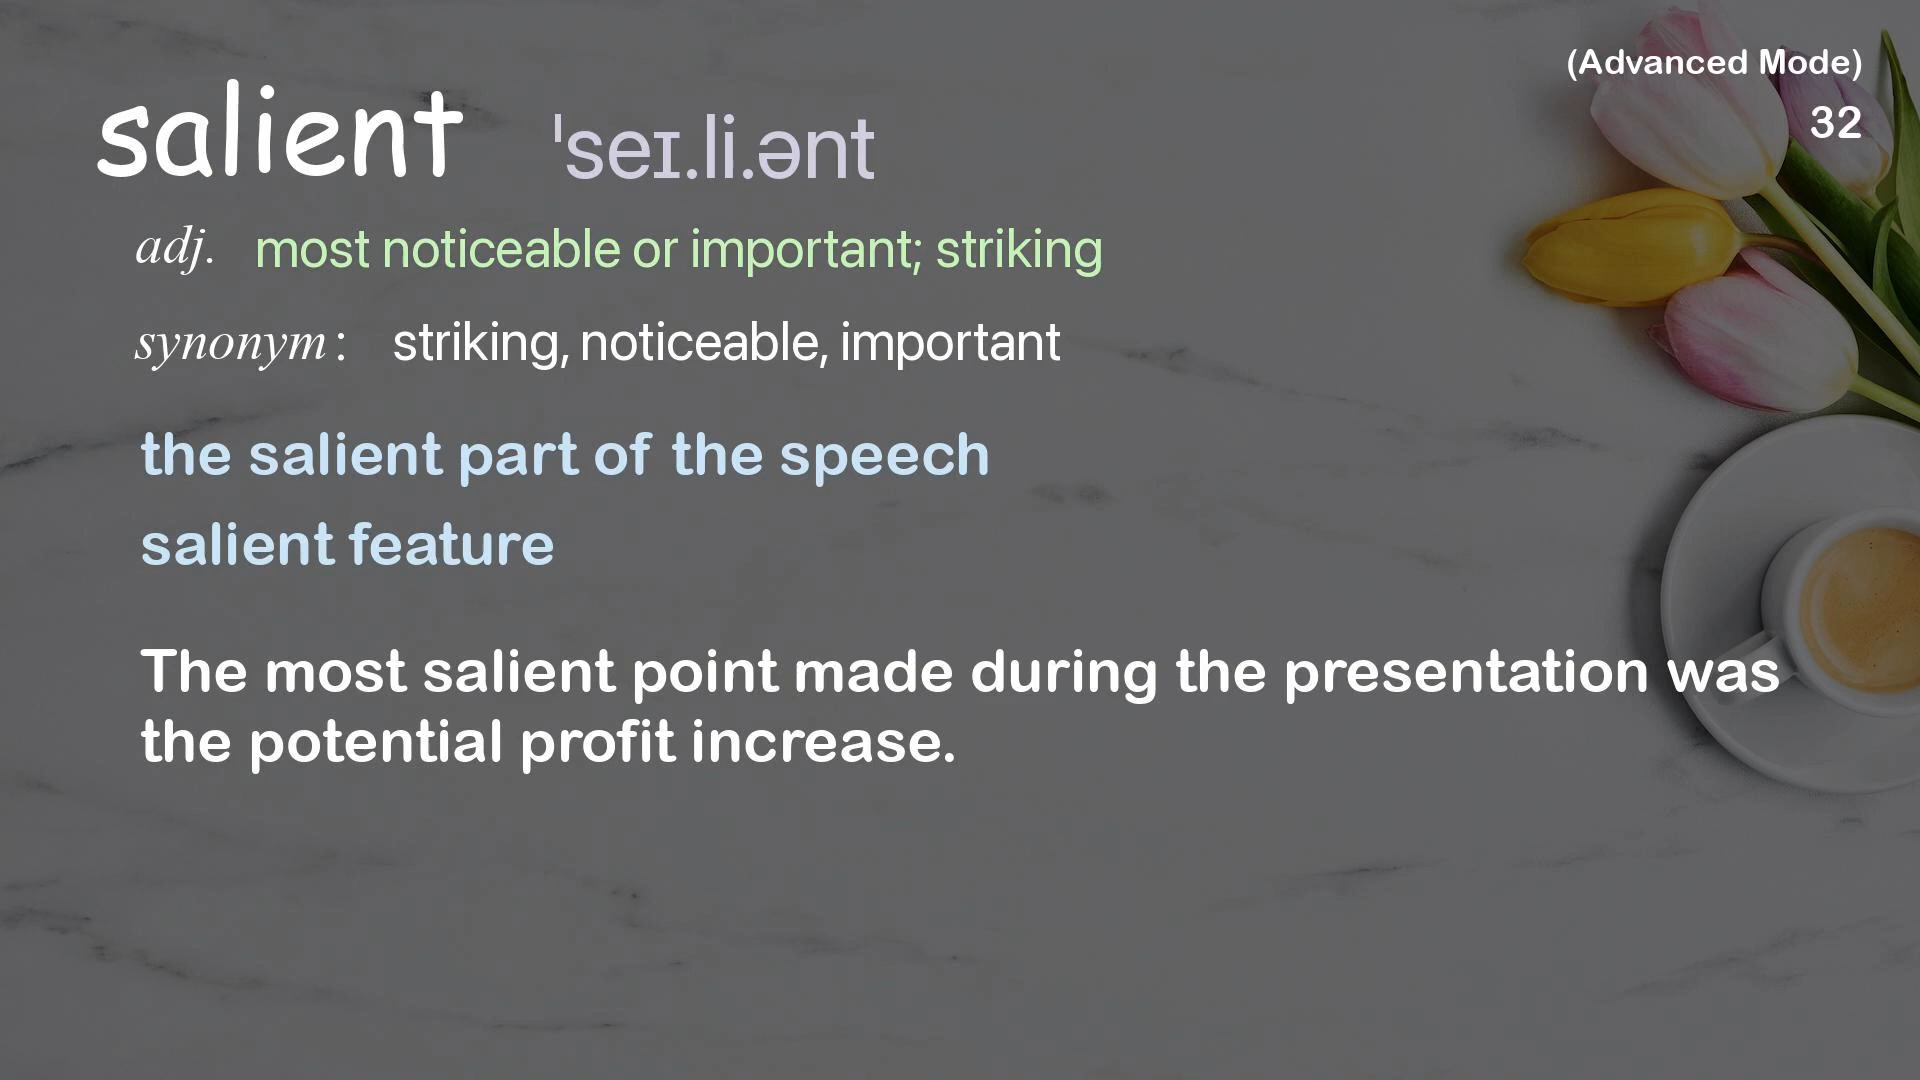 (Advanced Mode)
32
salient ˈseɪ.li.ənt
adj. most noticeable or important; striking
synonym: striking, noticeable, important
the salient part of the speech
salient feature
The most salient point made during the presentation was
the potential profit increase.